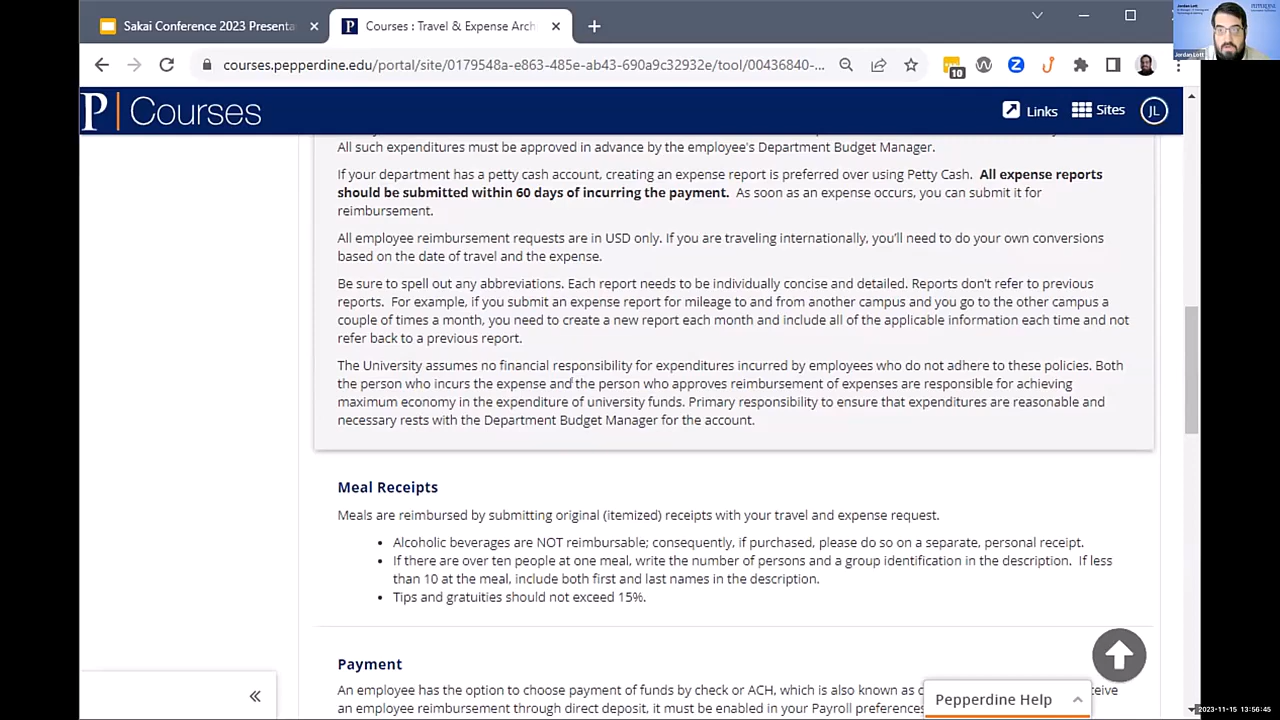 Sakai Conference 2023 Presenta
Courses : Travel & Expense Arch
Jordan Lott
PEPPERDINE
Jordan Lott
courses.pepperdine.edu/portal/site/
/tool/00436840-...
10
P | Courses
Links
Sites
JL
All such expenditures must be approved in advance by the employee's Department Budget Manager.
If your department has a petty cash account, creating an expense report is preferred over using Petty Cash. All expense reports
should be submitted within 60 days of incurring the payment. As soon as an expense occurs, you can submit it for
reimbursement.
All employee reimbursement requests are in USD only. If you are traveling internationally, you'll need to do your own conversions
based on the date of travel and the expense.
Be sure to spell out any abbreviations. Each report needs to be individually concise and detailed. Reports don't refer to previous
reports. For example, if you submit an expense report for mileage to and from another campus and you go to the other campus a
couple of times a month, you need to create a new report each month and include all of the applicable information each time and not
refer back to a previous report.
The University assumes no financial responsibility for expenditures incurred by employees who do not adhere to these policies. Both
the person who incurs the expense and the person who approves reimbursement of expenses are responsible for achieving
maximum economy in the expenditure of university funds. Primary responsibility to ensure that expenditures are reasonable and
necessary rests with the Department Budget Manager for the account.
Meal Receipts
Meals are reimbursed by submitting original (itemized) receipts with your travel and expense request.
• Alcoholic beverages are NOT reimbursable; consequently, if purchased, please do so on a separate, personal receipt.
• If there are over ten people at one meal, write the number of persons and a group identification in the description. If less
than 10 at the meal, include both first and last names in the description.
• Tips and gratuities should not exceed 15%.
Payment
An employee has the option to choose payment of funds by check or ACH, which is also known as
an employee reimbursement through direct deposit, it must be enabled in your Payroll preferences
Pepperdine Help
2023-11-15 13:56:45